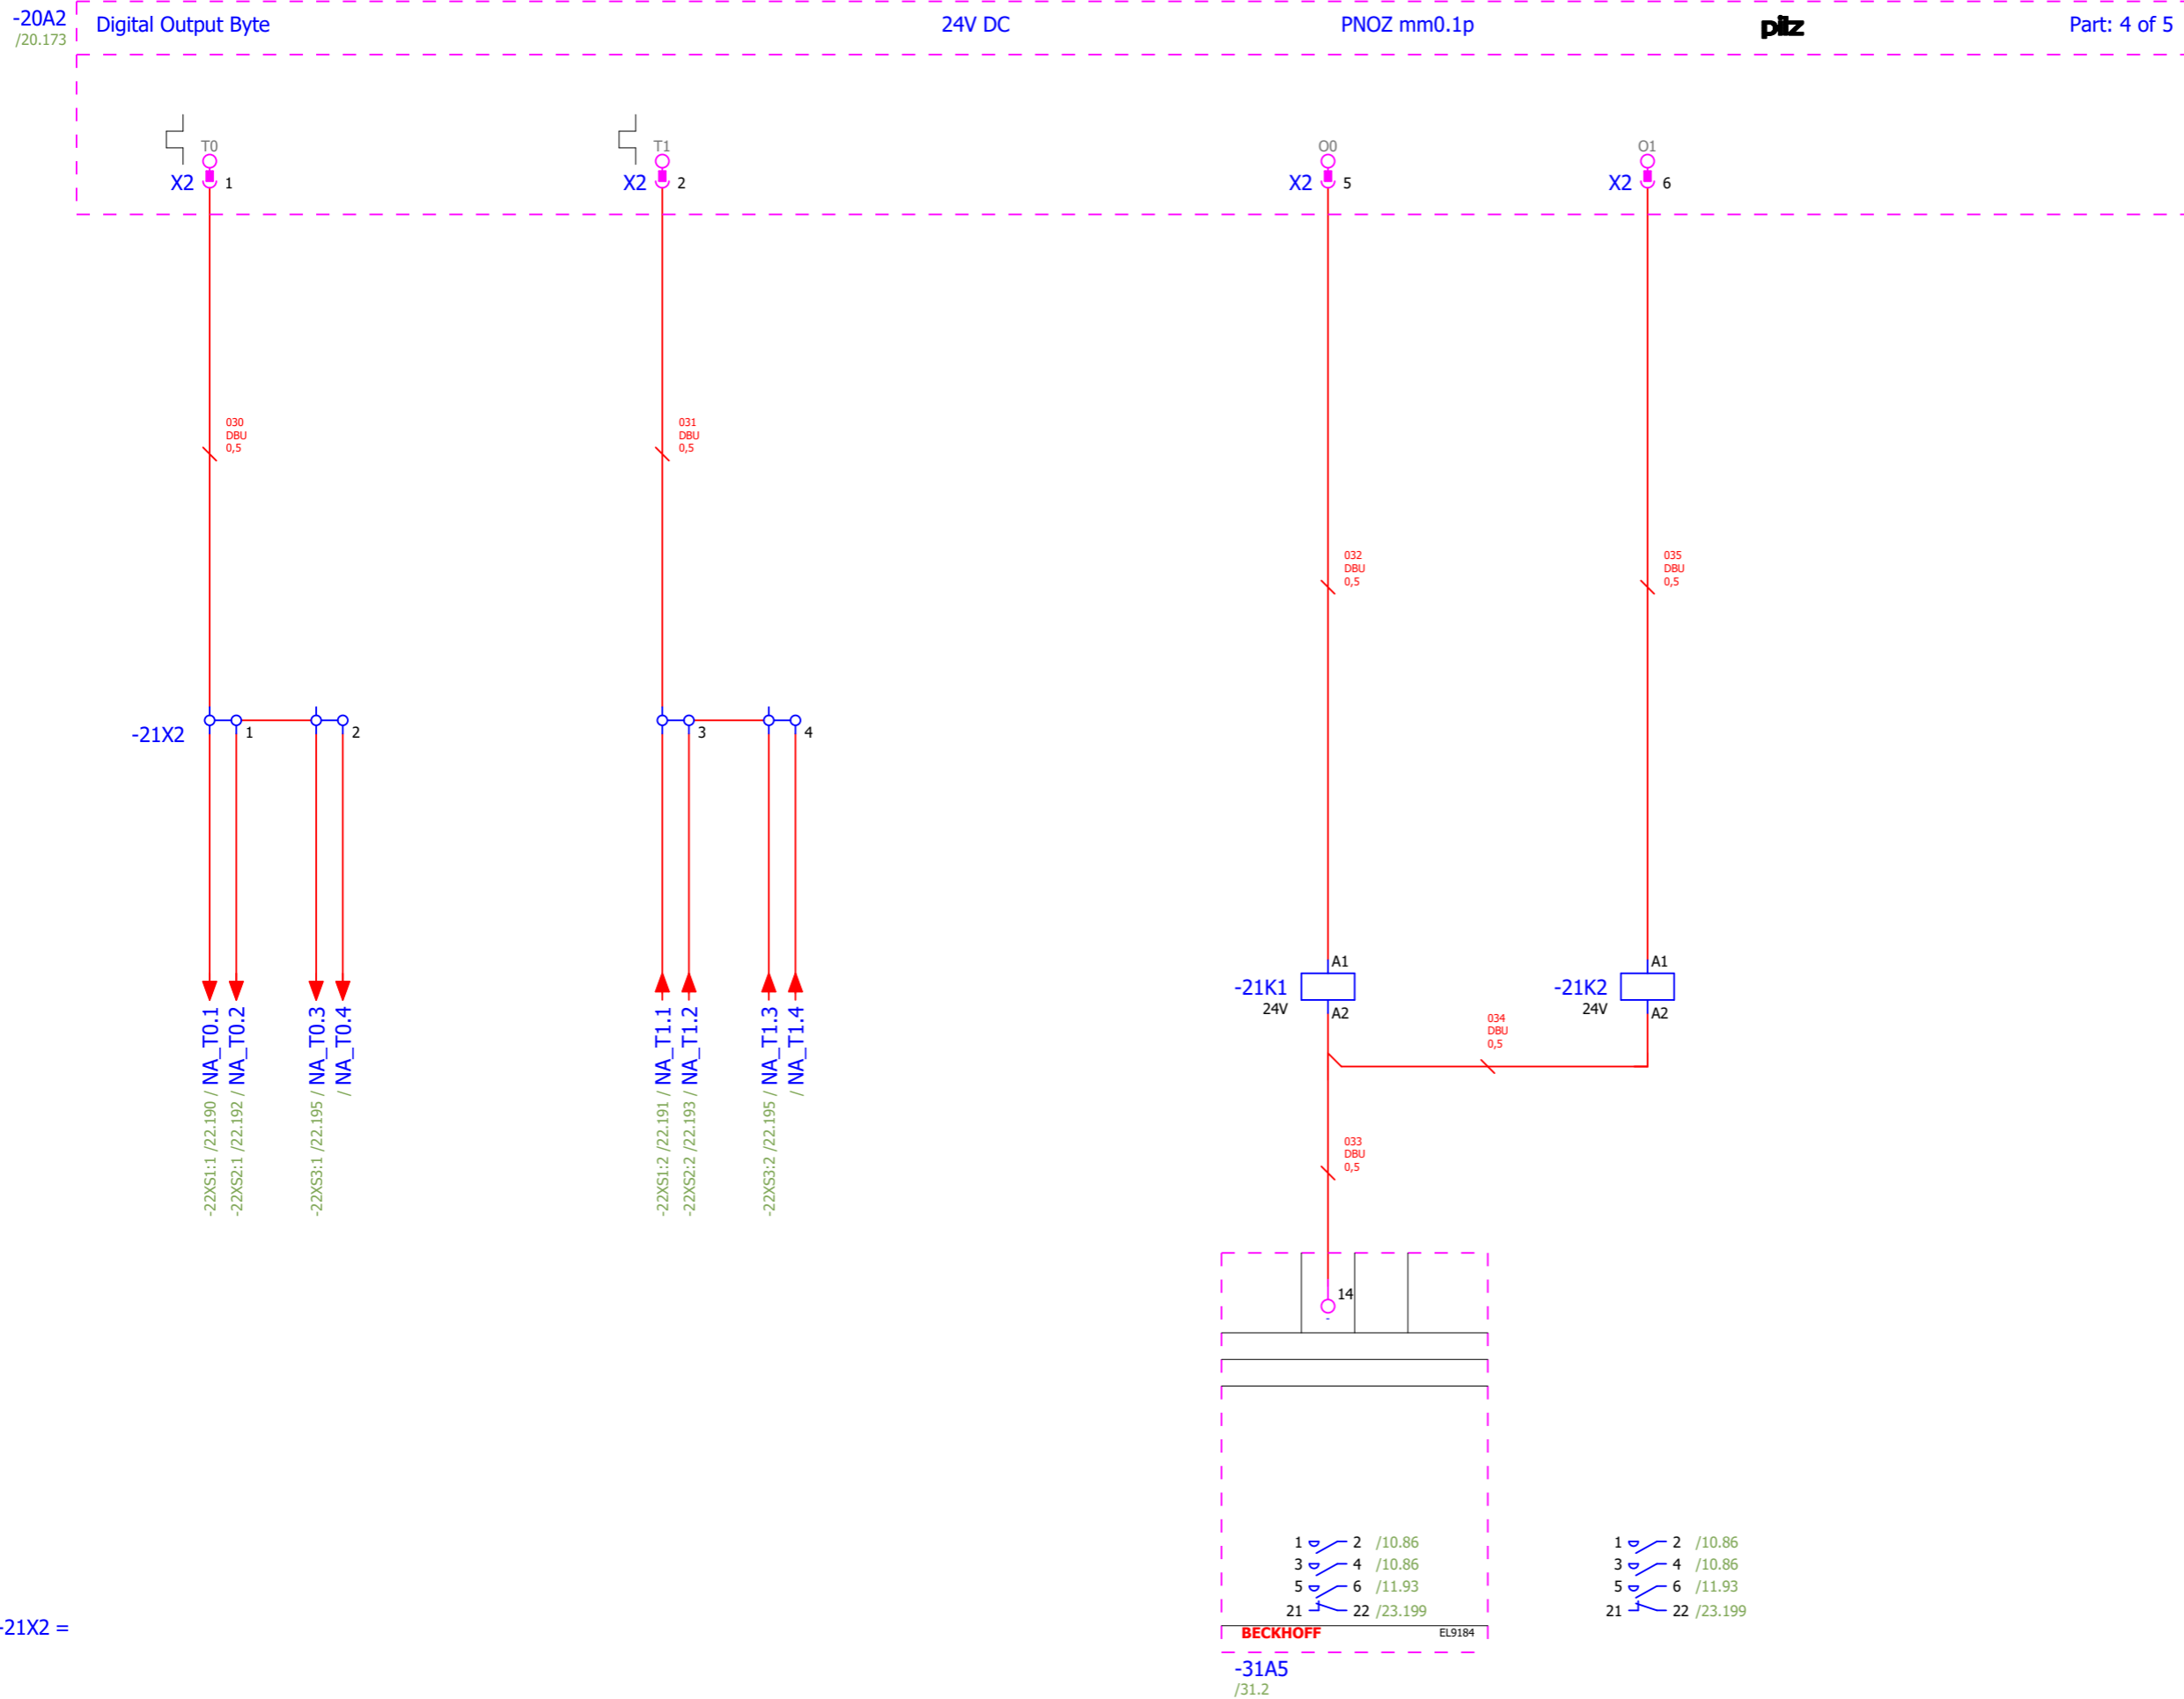 -20A2 Digital Output Byte 24V DC PNOZ mm0.1p pilz Part: 4 of 5
/20.173
T0 T1 O0 O1
X2 1 X2 2 X2 5 X2 6
030
DBU
0,5
031
DBU
0,5
032
DBU
0,5
035
DBU
0,5
-21X2 1 2 3 4
A1 A1
-21K1 -21K2
24V A2 24V A2
034
DBU
0,5
-22XS1:1 /22.190 / NA_T0.1
-22XS2:1 /22.192 / NA_T0.2
-22XS3:1 /22.195 / NA_T0.3
/ NA_T0.4
-22XS1:2 /22.191 / NA_T1.1
-22XS2:2 /22.193 / NA_T1.2
-22XS3:2 /22.195 / NA_T1.3
/ NA_T1.4
033
DBU
0,5
14
-
1 2 /10.86 1 2 /10.86
3 4 /10.86 3 4 /10.86
5 6 /11.93 5 6 /11.93
21 22 /23.199 21 22 /23.199
-21X2 =
BECKHOFF EL9184
-31A5
/31.2